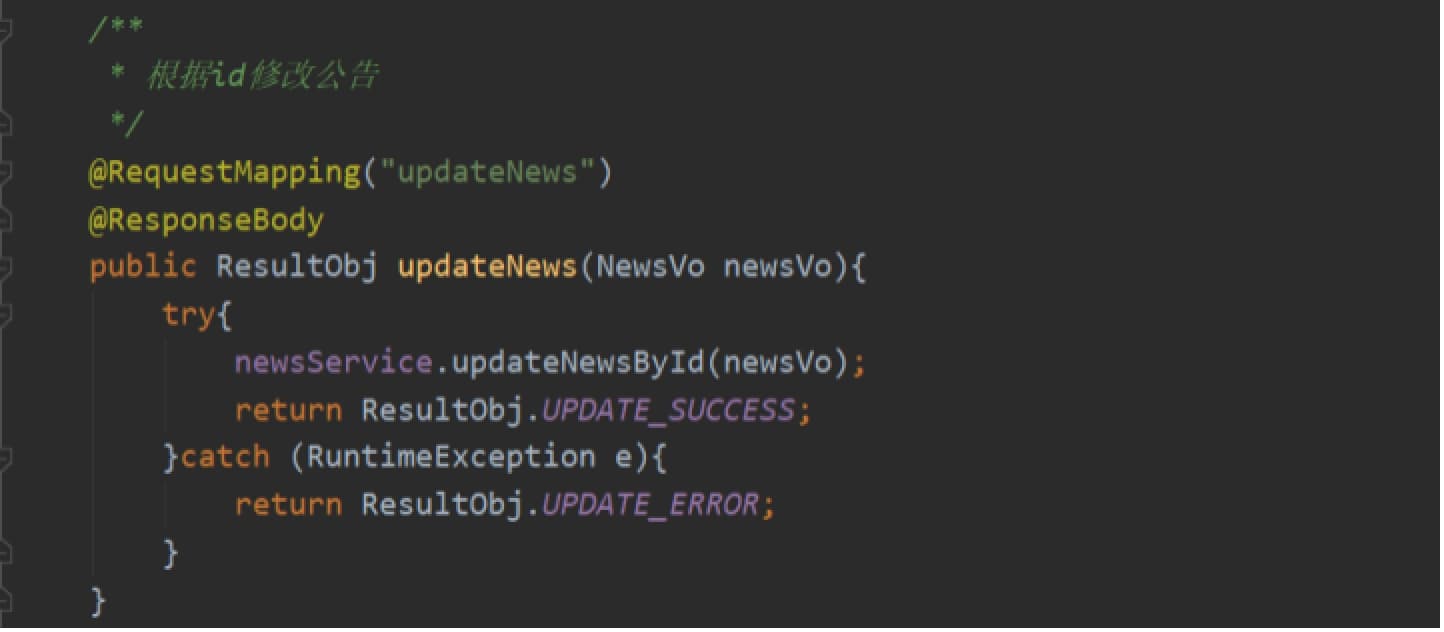 /**
 * 根据id修改公告
 */
@RequestMapping("updateNews")
@ResponseBody
public ResultObj updateNews(NewsVo newsVo){
    try{
        newsService.updateNewsById(newsVo);
        return ResultObj.UPDATE_SUCCESS;
    }catch (RuntimeException e){
        return ResultObj.UPDATE_ERROR;
    }
}